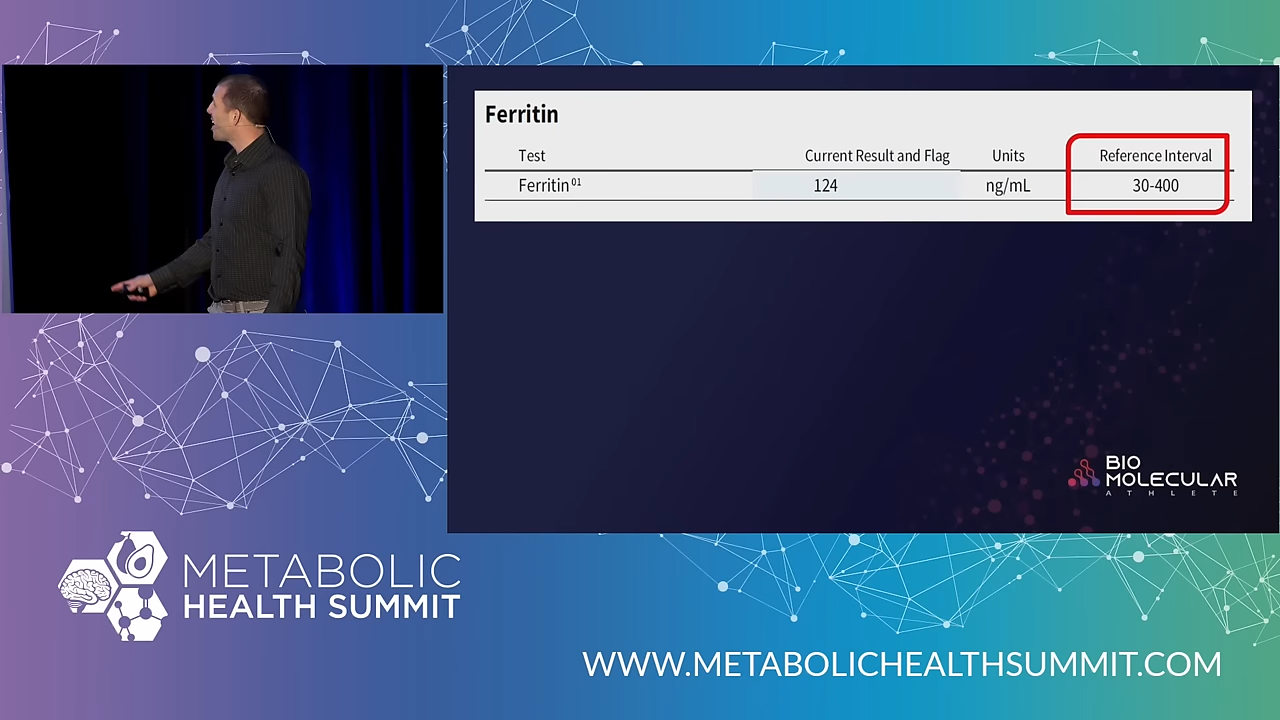 Ferritin
Test Current Result and Flag Units Reference Interval
Ferritin 01 124 ng/mL 30-400
BIO
MOLECULAR
ATHLETE
METABOLIC
HEALTH SUMMIT
WWW.METABOLICHEALTHSUMMIT.COM